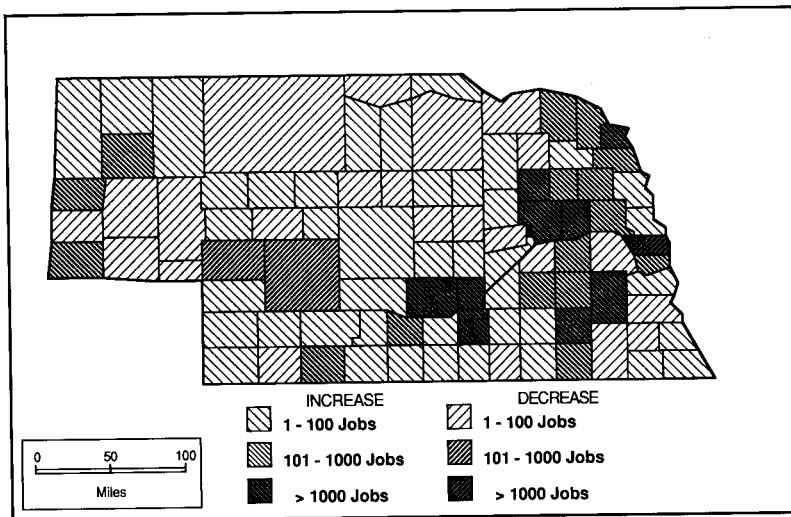 INCREASE DECREASE
1 - 100 Jobs 1 - 100 Jobs
101 - 1000 Jobs 101 - 1000 Jobs
> 1000 Jobs > 1000 Jobs
0 50 100
Miles